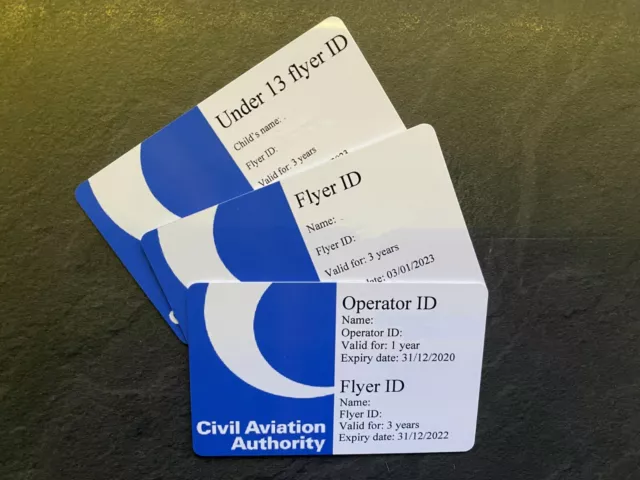 Under 13 flyer ID
Child's name: .
Flyer ID:
Valid for: 3 years
2023
Flyer ID
Name: .
Flyer ID:
Valid for: 3 years
date: 03/01/2023
Operator ID
Name:
Operator ID:
Valid for: 1 year
Expiry date: 31/12/2020
Flyer ID
Name:
Flyer ID:
Valid for: 3 years
Expiry date: 31/12/2022
Civil Aviation
Authority